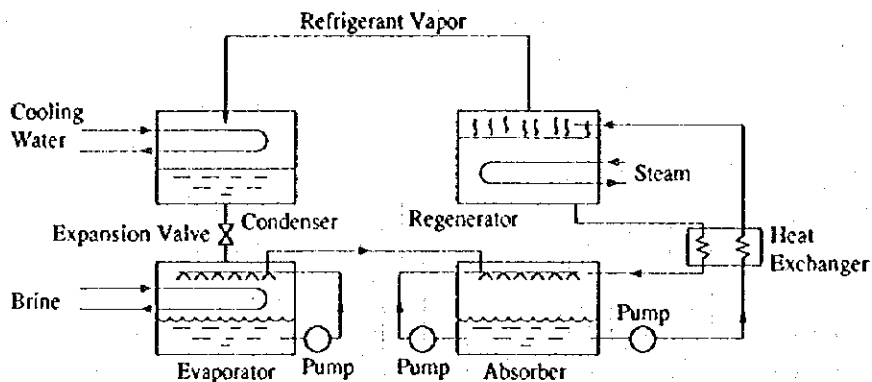 Refrigerant Vapor
Cooling
Water
Steam
Condenser
Regenerator
Expansion Valve
Heat
Exchanger
Brine
Pump
Evaporator
Pump
Pump
Absorber